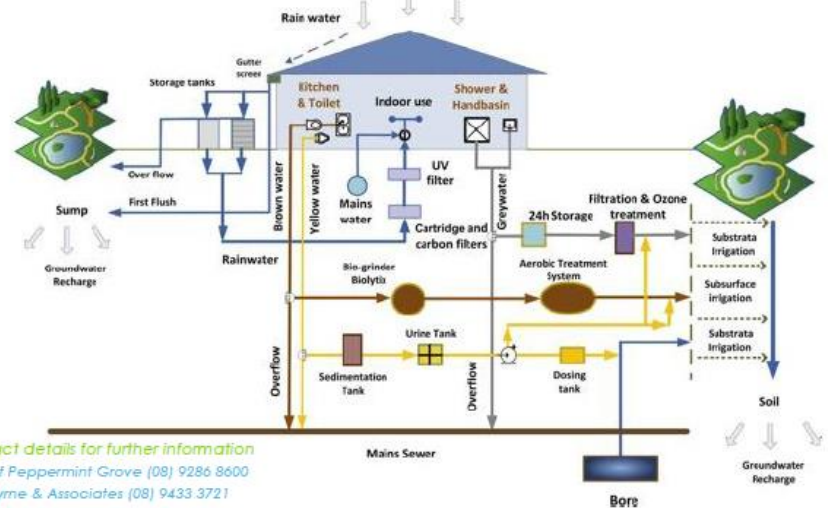 Rain water
Gutter
screen
Storage tanks
Kitchen
& Toilet
Indoor use
Shower &
Handbasin
Over flow
Sump
First Flush
Groundwater
Recharge
Rainwater
Brown water
Yellow water
Mains
water
UV
filter
Cartridge and
carbon filters
Greywater
24h Storage
Filtration & Ozone
treatment
Substrata
Irrigation
Bio-grinder
Biolytix
Aerobic Treatment
System
Subsurface
irrigation
Urine Tank
Substrata
Irrigation
Sedimentation
Tank
Dosing
tank
Overflow
Overflow
Soil
Mains Sewer
Groundwater
Recharge
Bore
act details for further information
f Peppermint Grove (08) 9286 8600
rne & Associates (08) 9433 3721